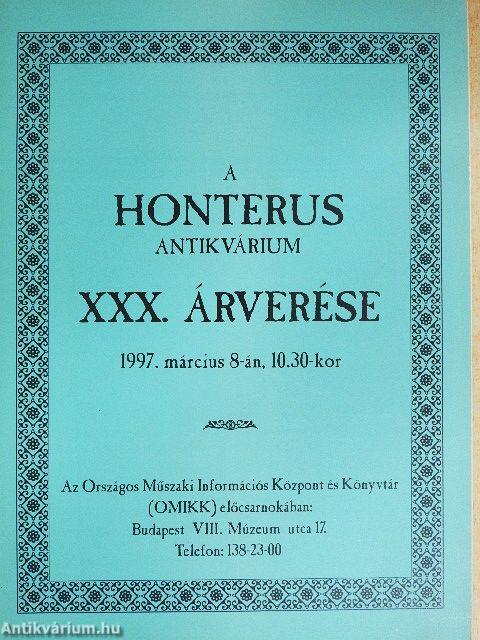 A
HONTERUS
ANTIKVÁRIUM
XXX. ÁRVERÉSE
1997. március 8-án, 10.30-kor
Az Országos Műszaki Információs Központ és Könyvtár
(OMIKK) előcsarnokában:
Budapest VIII. Múzeum utca 17.
Telefon: 138-23-00
Antikvárium.hu